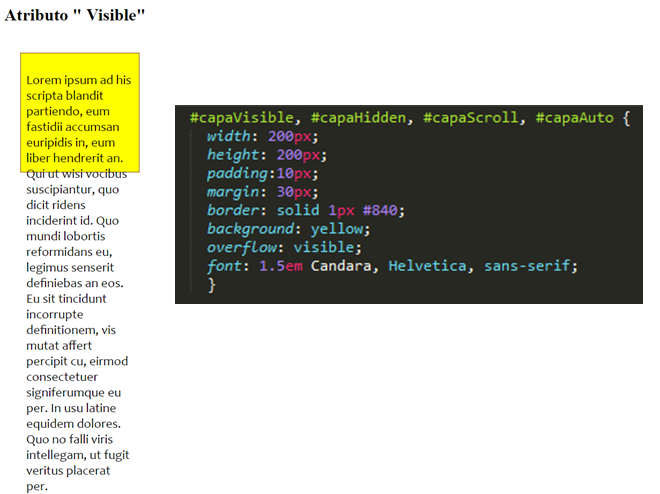 Atributo " Visible"
Lorem ipsum ad his
scripta blandit
partiendo, eum
fastidii accumsan
euripidis in, eum
liber hendrerit an.
Qui ut wisi vocibus
suscipiantur, quo
dicit ridens
inciderint id. Quo
mundi lobortis
reformidans eu,
legimus senserit
definiebas an eos.
Eu sit tincidunt
incorrupte
definitionem, vis
mutat affert
percipit cu, eirmod
consectetuer
signiferumque eu
per. In usu latine
equidem dolores.
Quo no falli viris
intellegam, ut fugit
veritus placerat
per.
#capaVisible, #capaHidden, #capaScroll, #capaAuto {
width: 200px;
height: 200px;
padding:10px;
margin: 30px;
border: solid 1px #840;
background: yellow;
overflow: visible;
font: 1.5em Candara, Helvetica, sans-serif;
}